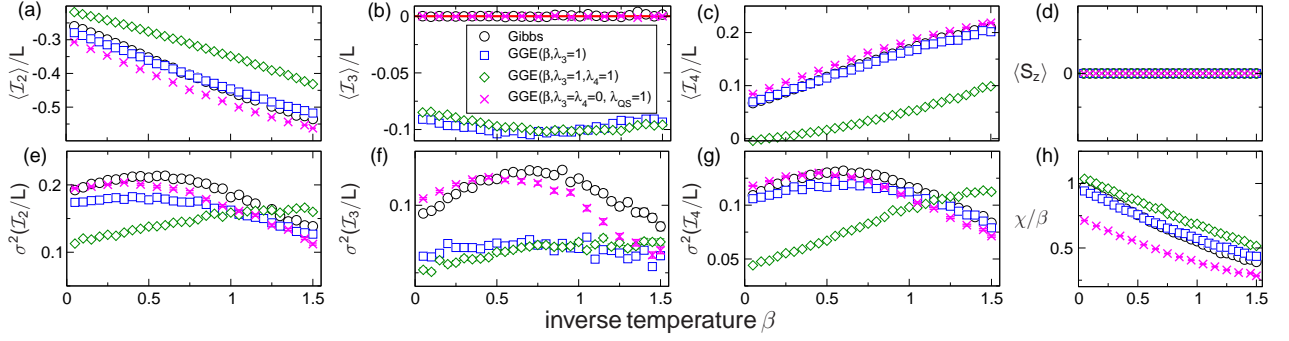 (a) (b) (c) (d)
⟨I₂⟩/L
-0.3
-0.4
-0.5
⟨I₃⟩/L
0
-0.05
-0.1
Gibbs
GGE(β,λ₃=1)
GGE(β,λ₃=1,λ₄=1)
GGE(β,λ₃=λ₄=0, λQS=1)
⟨I₄⟩/L
0.2
0.1
0
⟨Sz⟩
0
(e) (f) (g) (h)
σ²(I₂/L)
0.2
0.1
σ²(I₃/L)
0.1
σ²(I₄/L)
0.1
0.05
χ/β
1
0.5
0 0.5 1 1.5
0 0.5 1 1.5
0 0.5 1 1.5
0 0.5 1 1.5
inverse temperature β